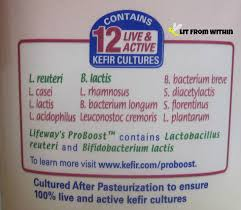 CONTAINS
LIT FROM WITHIN
12 LIVE & ACTIVE
KEFIR CULTURES
L. reuteri B. lactis B. bacterium breve
L. casei L. rhamnosus S. diacetylactis
L. lactis B. bacterium longum S. florentinus
L. acidophilus Leuconostoc cremoris L. plantarum
Lifeway's ProBoost™ contains Lactobacillus
reuteri and Bifidobacterium lactis
To learn more visit www.kefir.com/proboost.
Cultured After Pasteurization to ensure
100% live and active kefir cultures